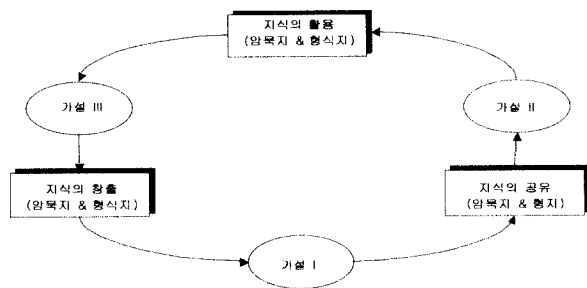 지식의 활용
(암묵지 & 형식지)
가설 III
가설 II
지식의 창출
(암묵지 & 형식지)
지식의 공유
(암묵지 & 형지)
가설 I